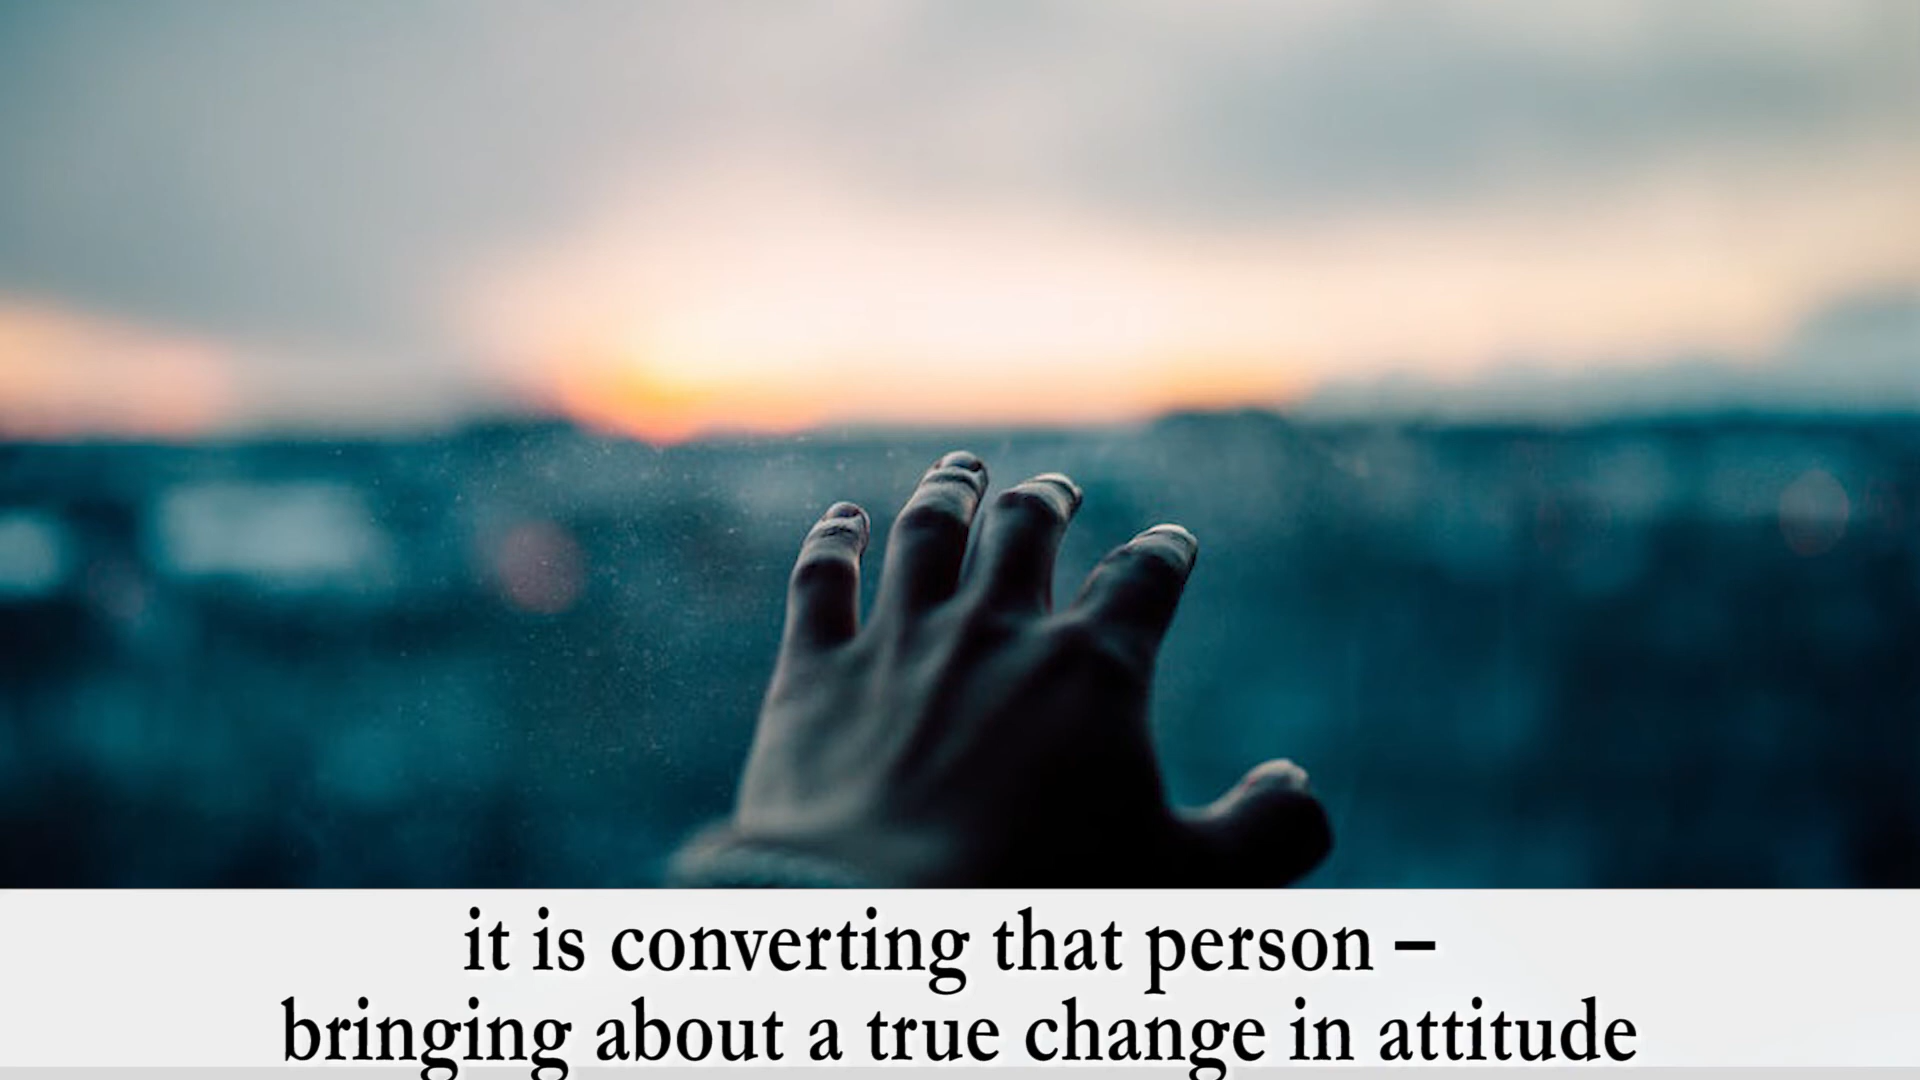 it is converting that person –
bringing about a true change in attitude